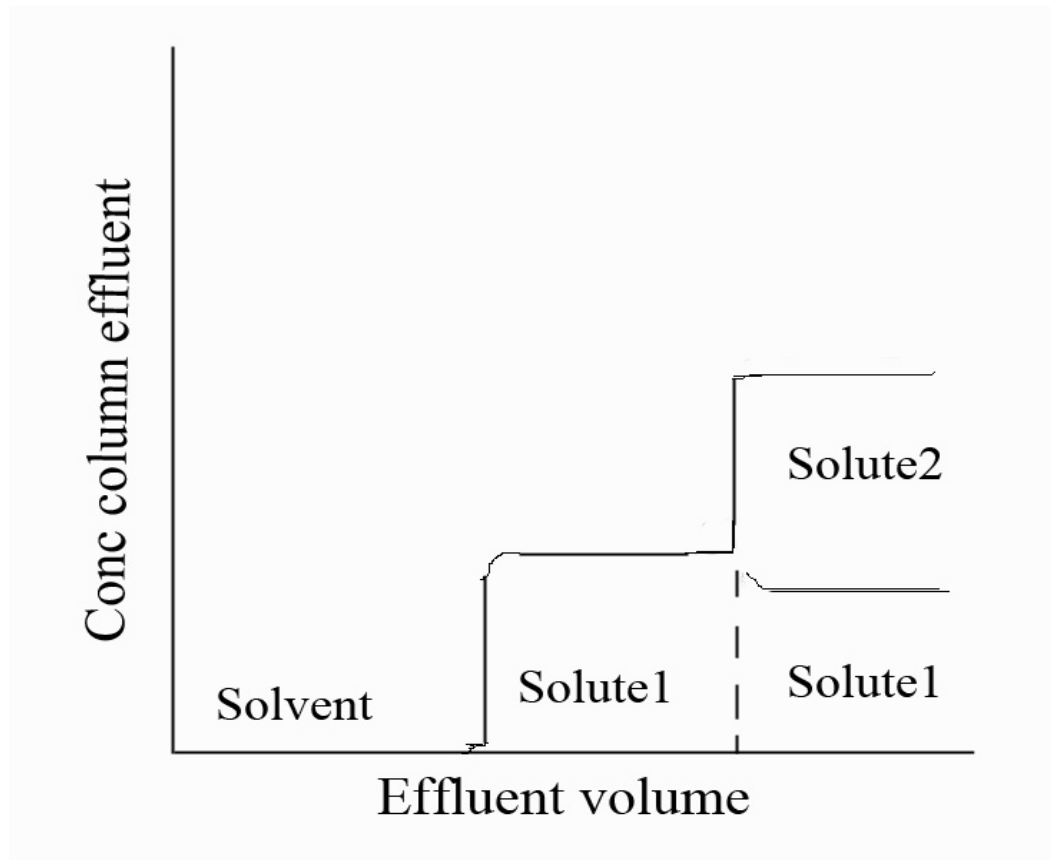 Conc column effluent
Solute2
Solute1
Solute1
Solvent
Effluent volume